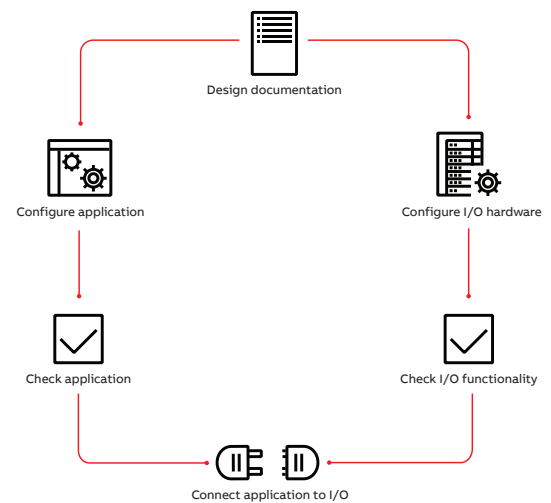 Design documentation
Configure application
Configure I/O hardware
Check application
Check I/O functionality
Connect application to I/O